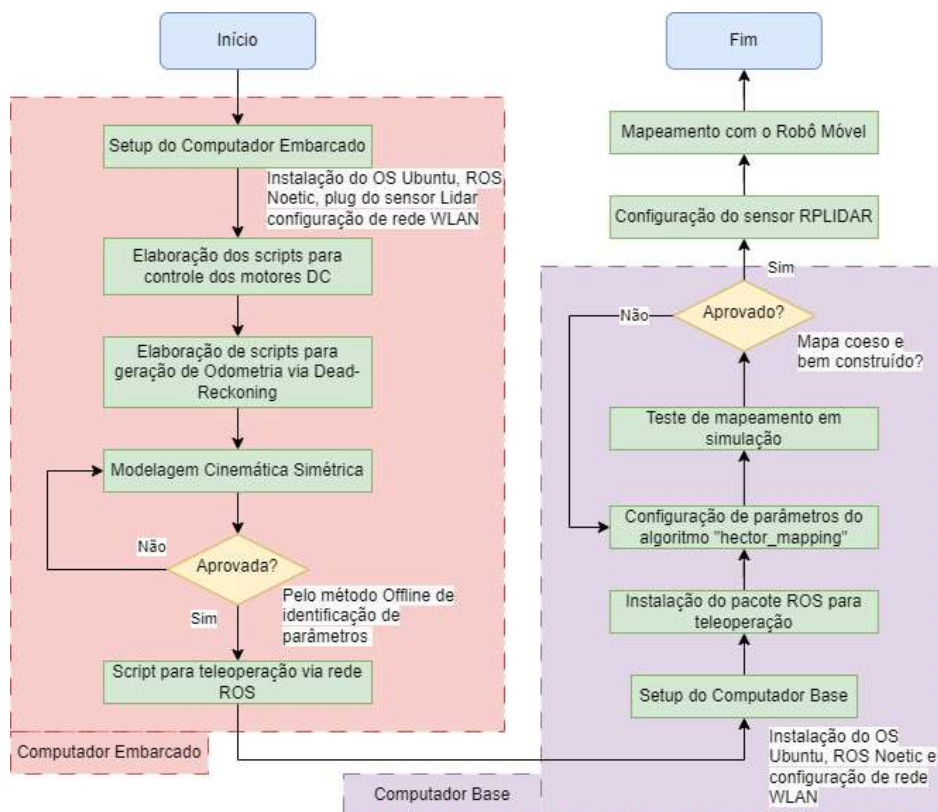 Início
Setup do Computador Embarcado
Instalação do OS Ubuntu, ROS
Noetic, plug do sensor Lidar
configuração de rede WLAN
Elaboração dos scripts para
controle dos motores DC
Elaboração de scripts para
geração de Odometria via Dead-
Reckoning
Modelagem Cinemática Simétrica
Não
Aprovada?
Pelo método Offline de
identificação de
parâmetros
Sim
Script para teleoperação via rede
ROS
Computador Embarcado
Fim
Mapeamento com o Robô Móvel
Configuração do sensor RPLIDAR
Sim
Não
Aprovado?
Mapa coeso e
bem construído?
Teste de mapeamento em
simulação
Configuração de parâmetros do
algoritmo "hector_mapping"
Instalação do pacote ROS para
teleoperação
Setup do Computador Base
Instalação do OS
Ubuntu, ROS Noetic e
configuração de rede
WLAN
Computador Base